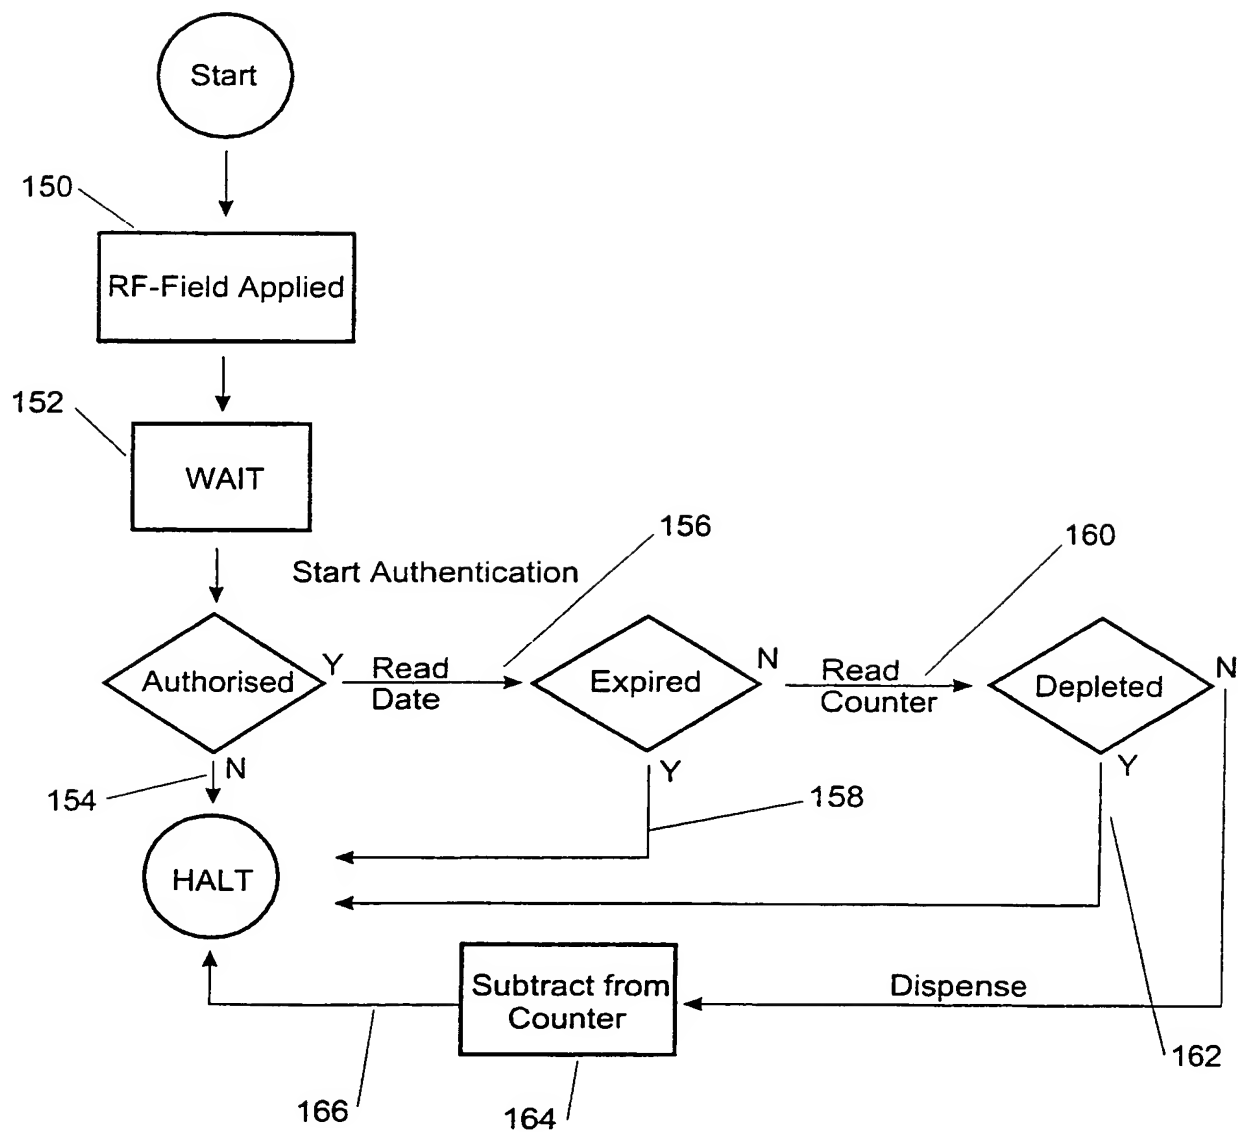 Start
150
RF-Field Applied
152
WAIT
Start Authentication
156
160
Authorised
Y
Read
Date
Expired
N
Read
Counter
Depleted
N
154
N
Y
158
Y
HALT
Subtract from
Counter
Dispense
162
166
164